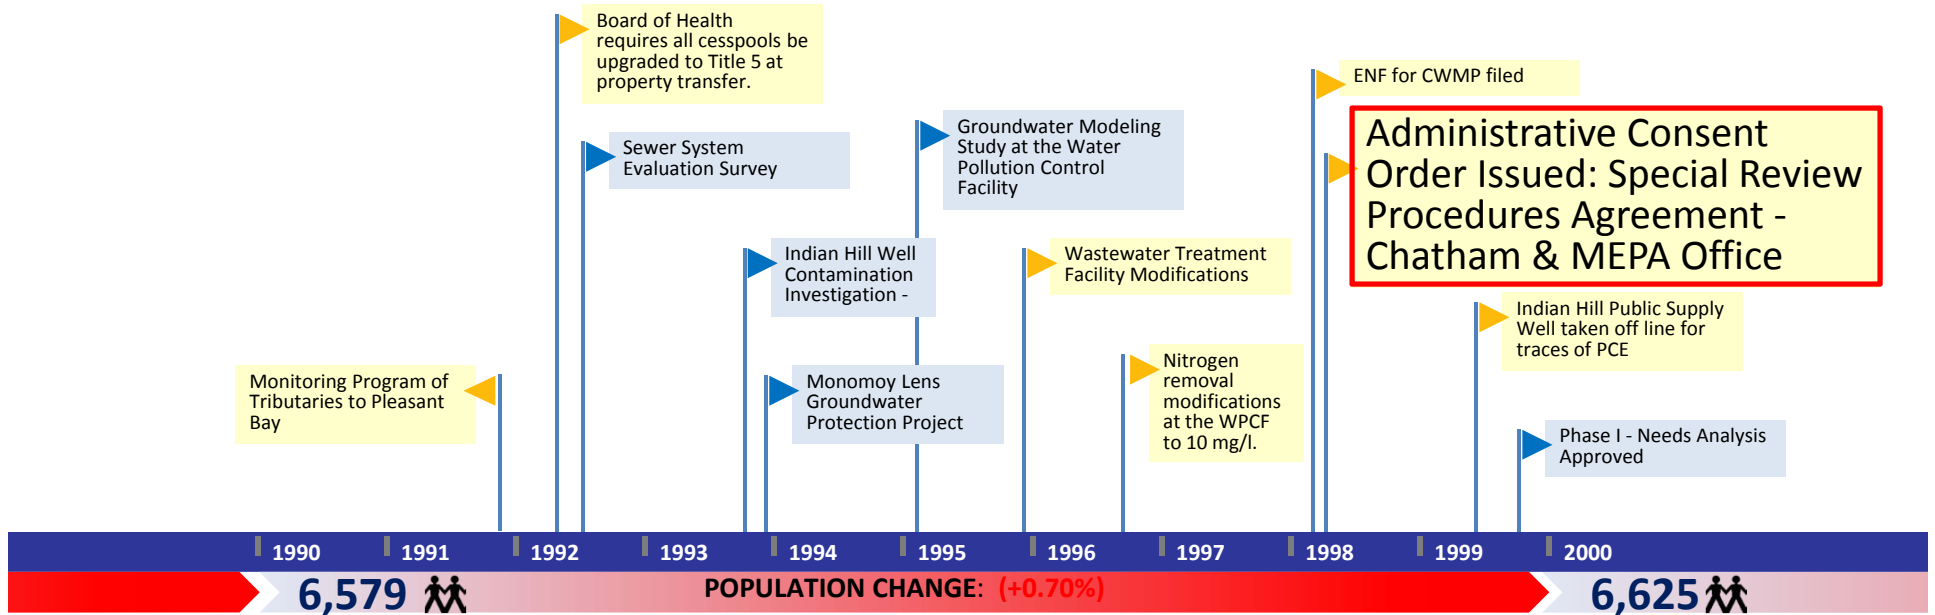 Board of Health
requires all cesspools be
upgraded to Title 5 at
property transfer.
ENF for CWMP filed
Sewer System
Evaluation Survey
Groundwater Modeling
Study at the Water
Pollution Control
Facility
Administrative Consent
Order Issued: Special Review
Procedures Agreement -
Chatham & MEPA Office
Indian Hill Well
Contamination
Investigation -
Wastewater Treatment
Facility Modifications
Indian Hill Public Supply
Well taken off line for
traces of PCE
Monitoring Program of
Tributaries to Pleasant
Bay
Monomoy Lens
Groundwater
Protection Project
Nitrogen
removal
modifications
at the WPCF
to 10 mg/l.
Phase I - Needs Analysis
Approved
1990 1991 1992 1993 1994 1995 1996 1997 1998 1999 2000
6,579 POPULATION CHANGE: (+0.70%) 6,625